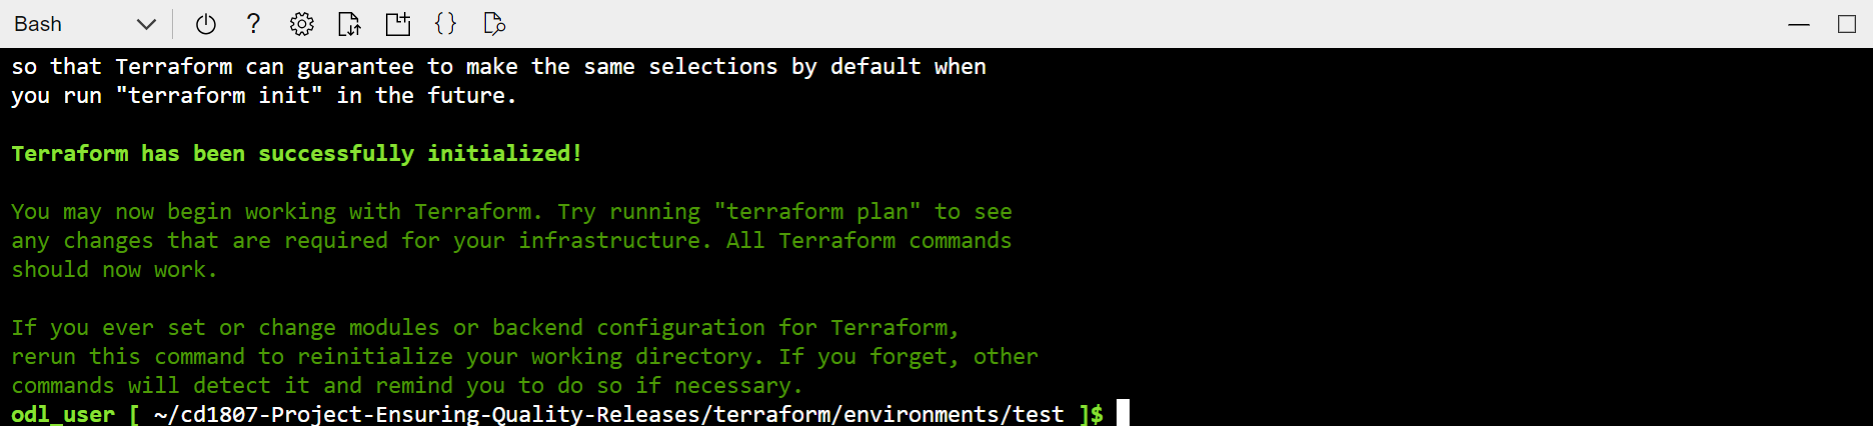 Bash
?
{}
so that Terraform can guarantee to make the same selections by default when
you run "terraform init" in the future.
Terraform has been successfully initialized!
You may now begin working with Terraform. Try running "terraform plan" to see
any changes that are required for your infrastructure. All Terraform commands
should now work.
If you ever set or change modules or backend configuration for Terraform,
rerun this command to reinitialize your working directory. If you forget, other
commands will detect it and remind you to do so if necessary.
odl_user [ ~/cd1807-Project-Ensuring-Quality-Releases/terraform/environments/test ]$